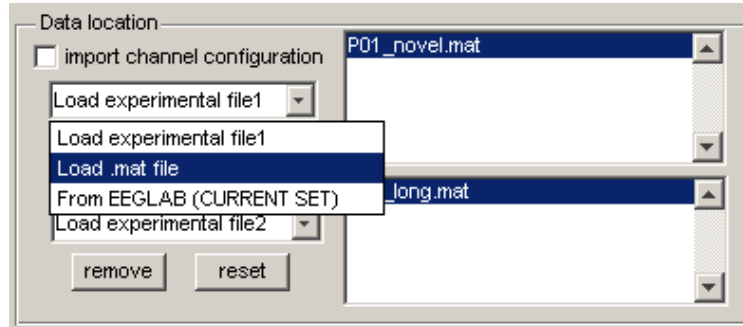 Data location
import channel configuration
Load experimental file1
Load experimental file1
Load .mat file
From EEGLAB (CURRENT SET)
Load experimental file2
remove
reset
P01_novel.mat
_long.mat